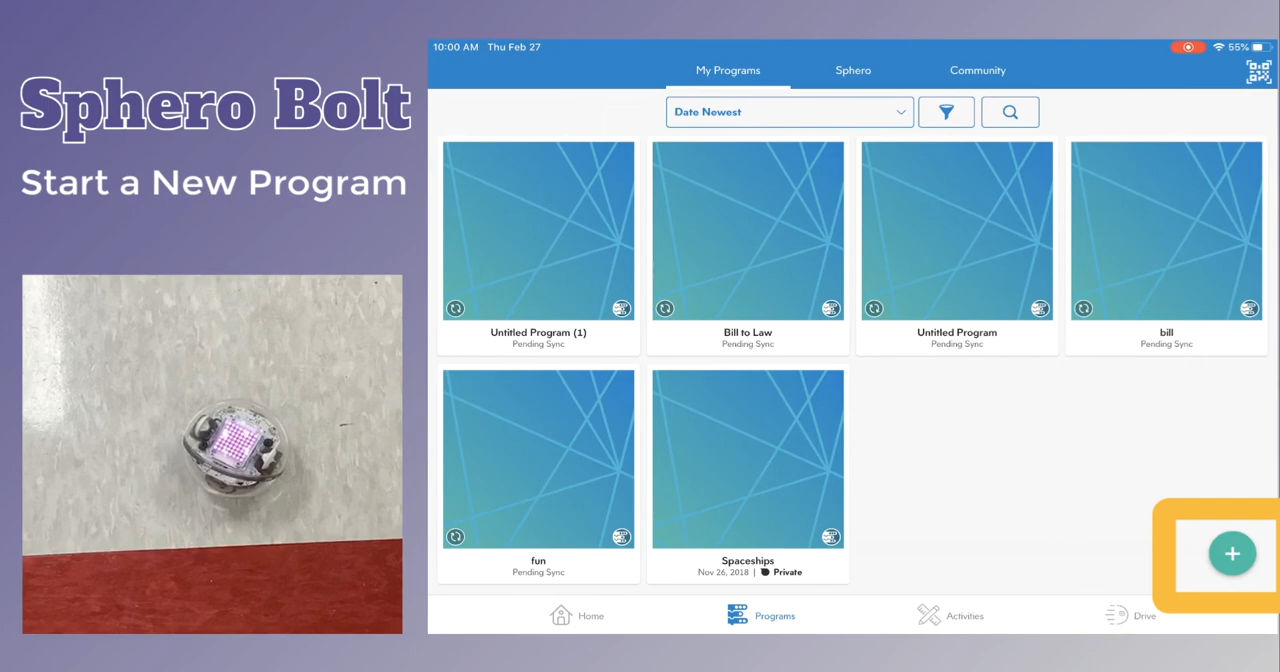 Sphero Bolt
Start a New Program
10:00 AM Thu Feb 27
55%
My Programs
Sphero
Community
Date Newest
Untitled Program (1)
Pending Sync
Bill to Law
Pending Sync
Untitled Program
Pending Sync
bill
Pending Sync
fun
Pending Sync
Spaceships
Nov 26, 2018 | Private
Home
Programs
Activities
Drive